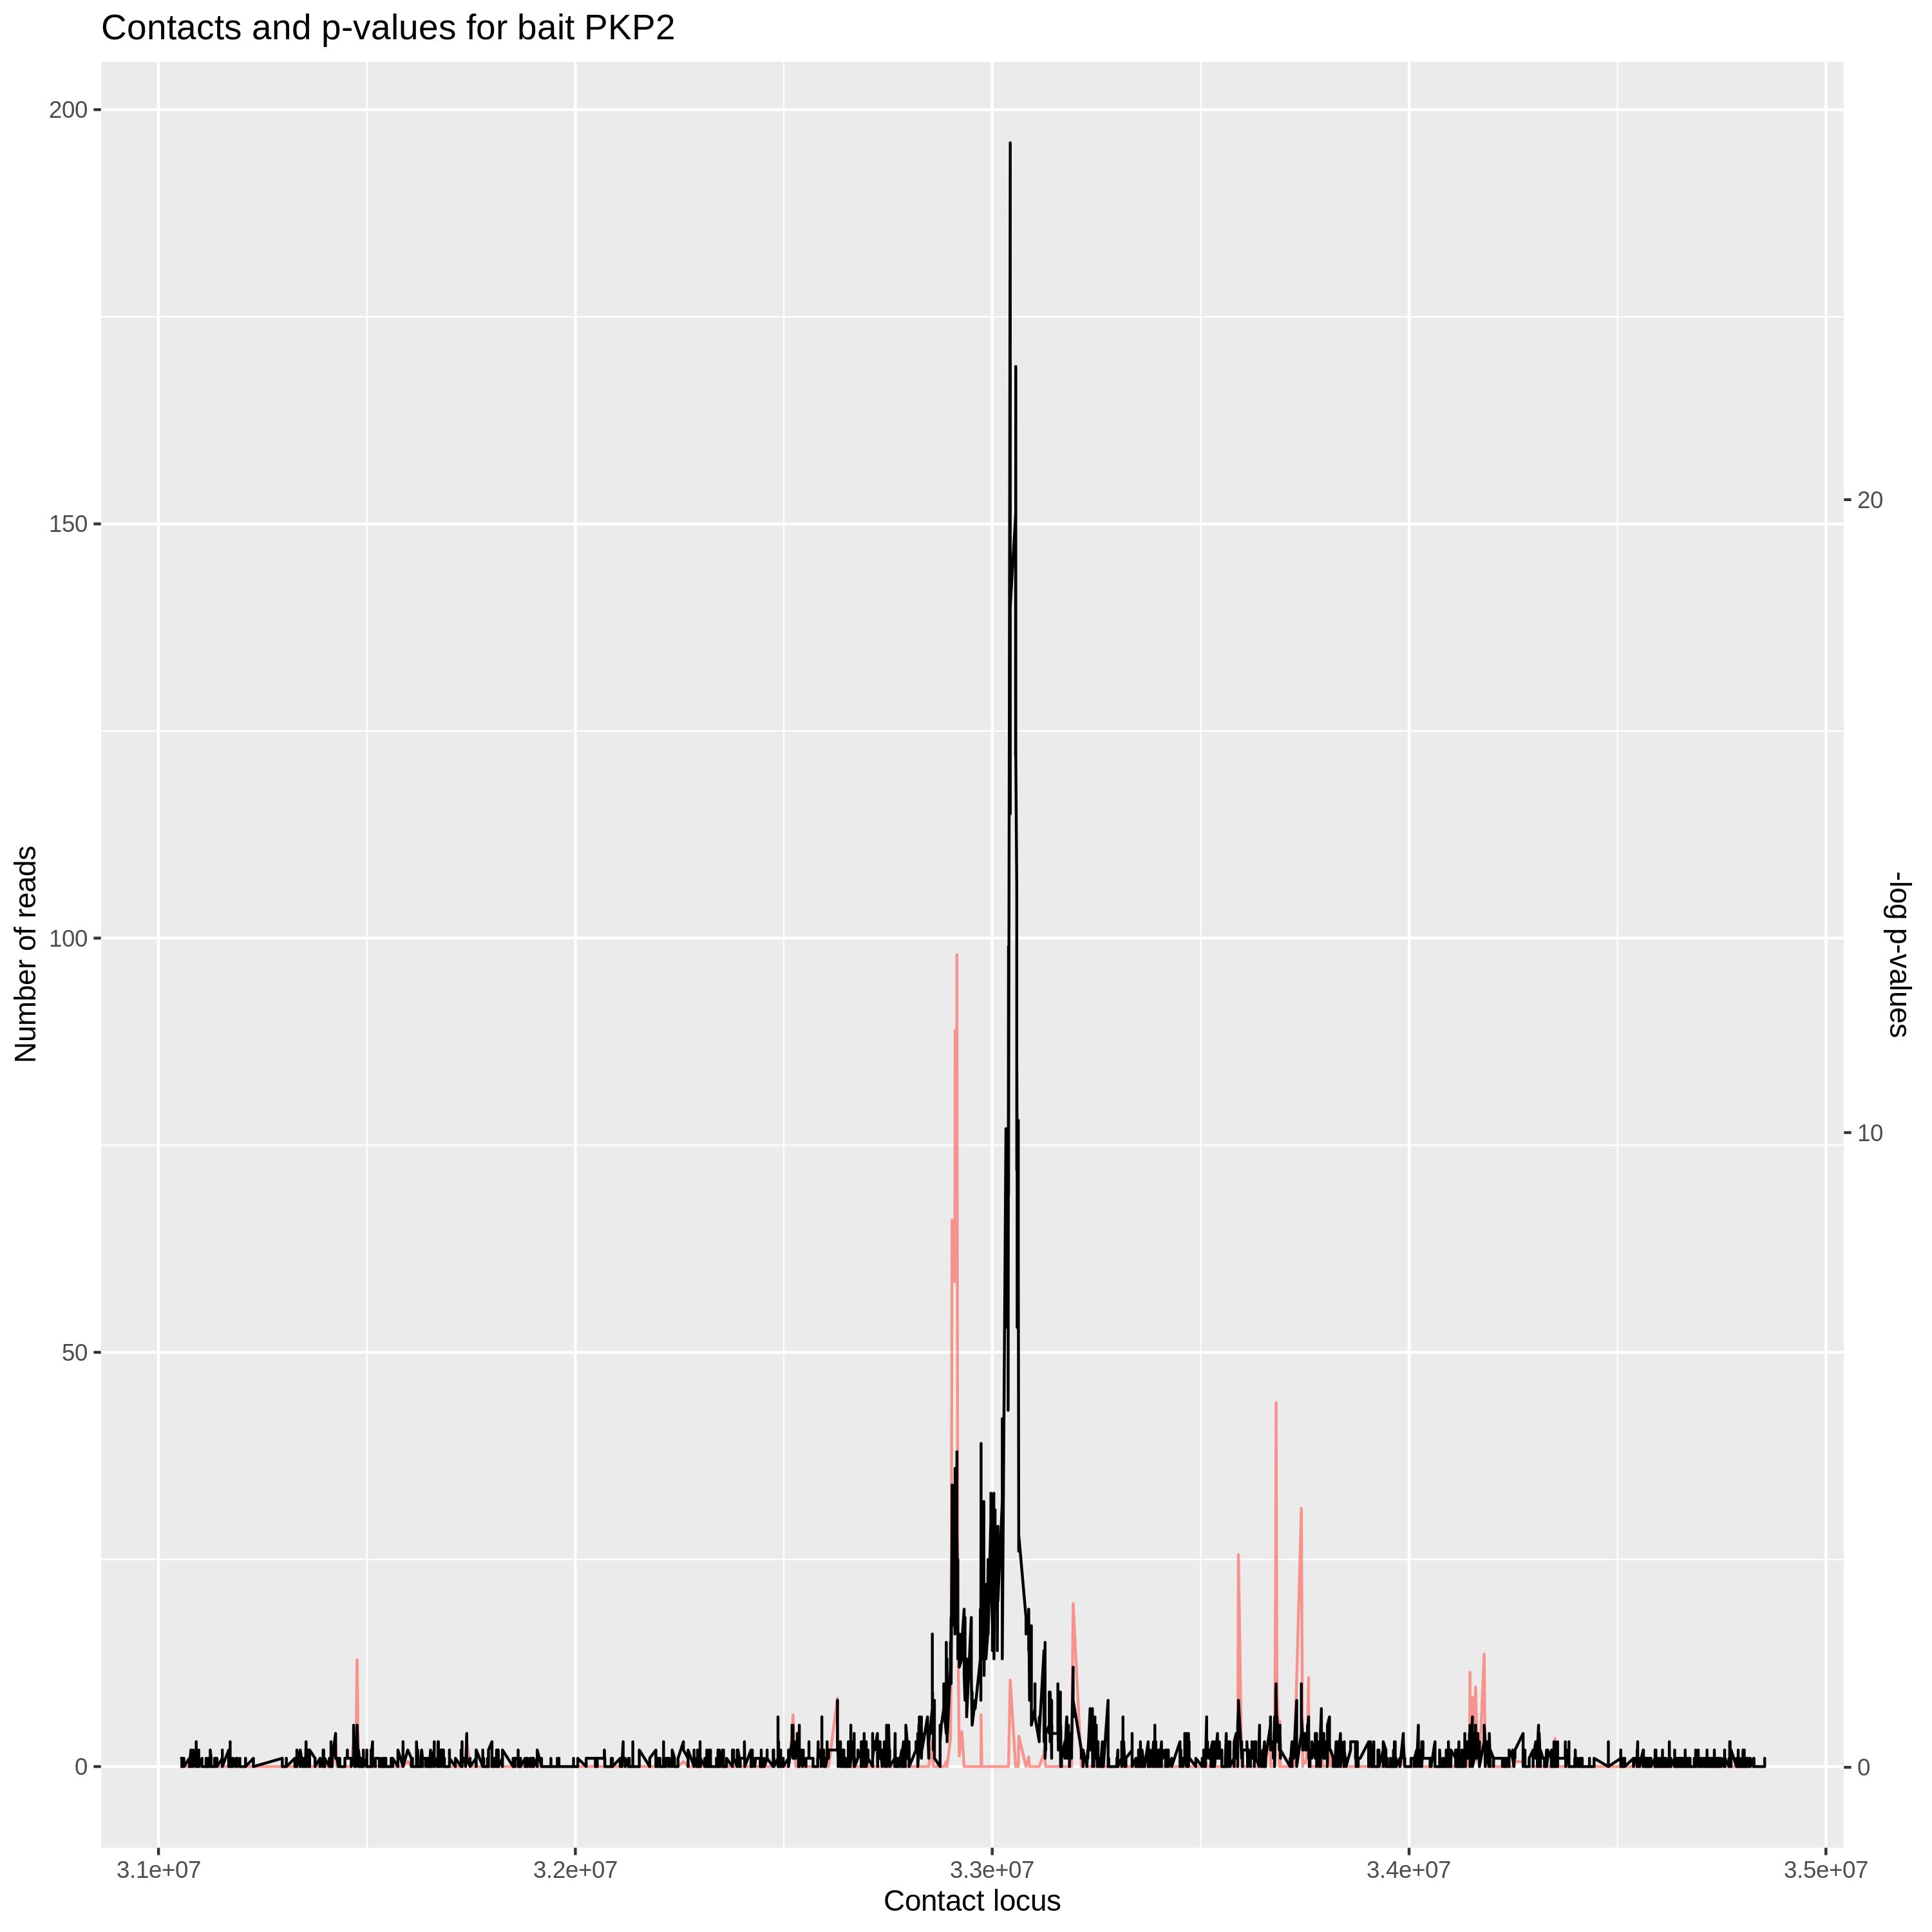 Contacts and p-values for bait PKP2
200
150
100
50
0
Number of reads
20
10
0
-log p-values
3.1e+07
3.2e+07
3.3e+07
3.4e+07
3.5e+07
Contact locus